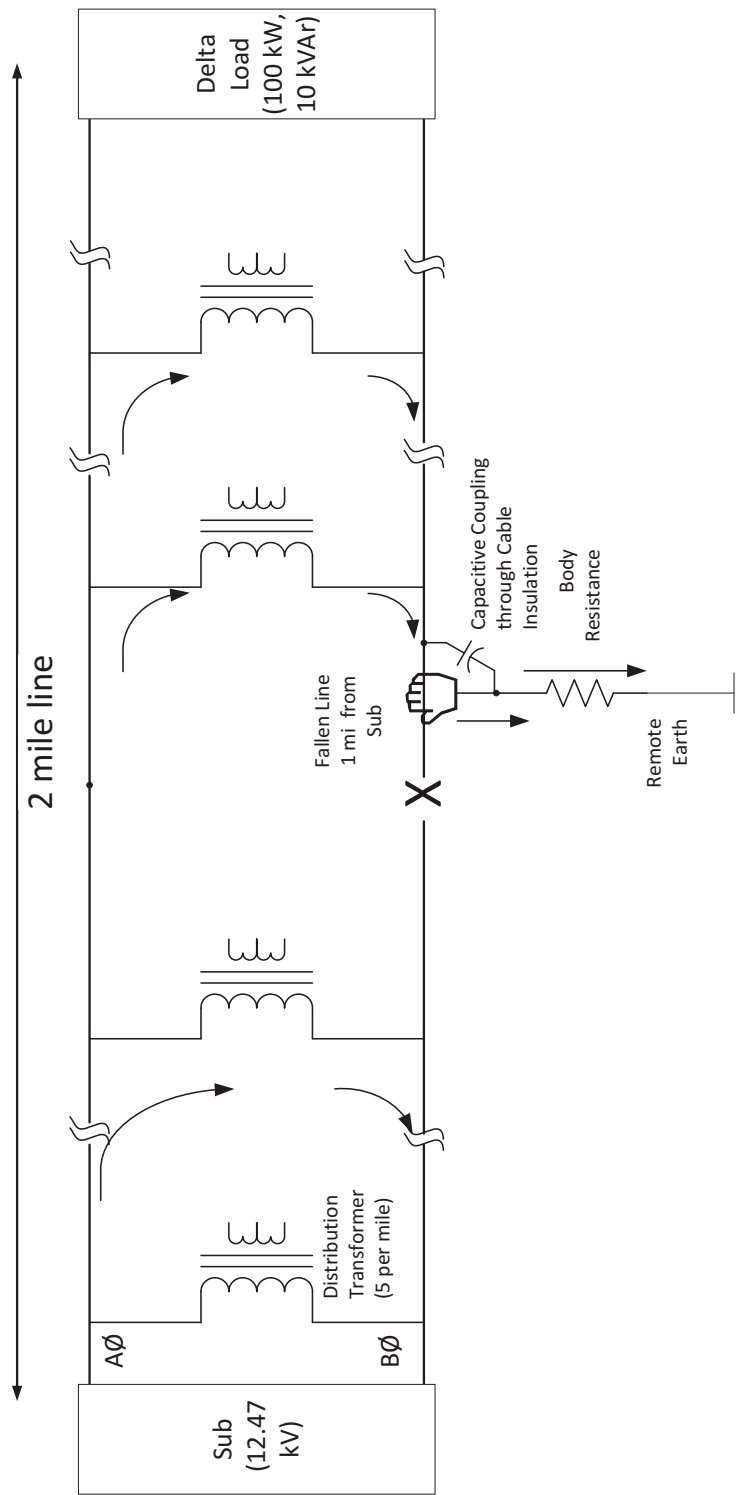 2 mile line
Sub
(12.47
kV)
AØ
BØ
Distribution
Transformer
(5 per mile)
X
Fallen Line
1 mi from
Sub
Capacitive Coupling
through Cable
Insulation
Body
Resistance
Remote
Earth
Delta
Load
(100 kW,
10 kVAr)